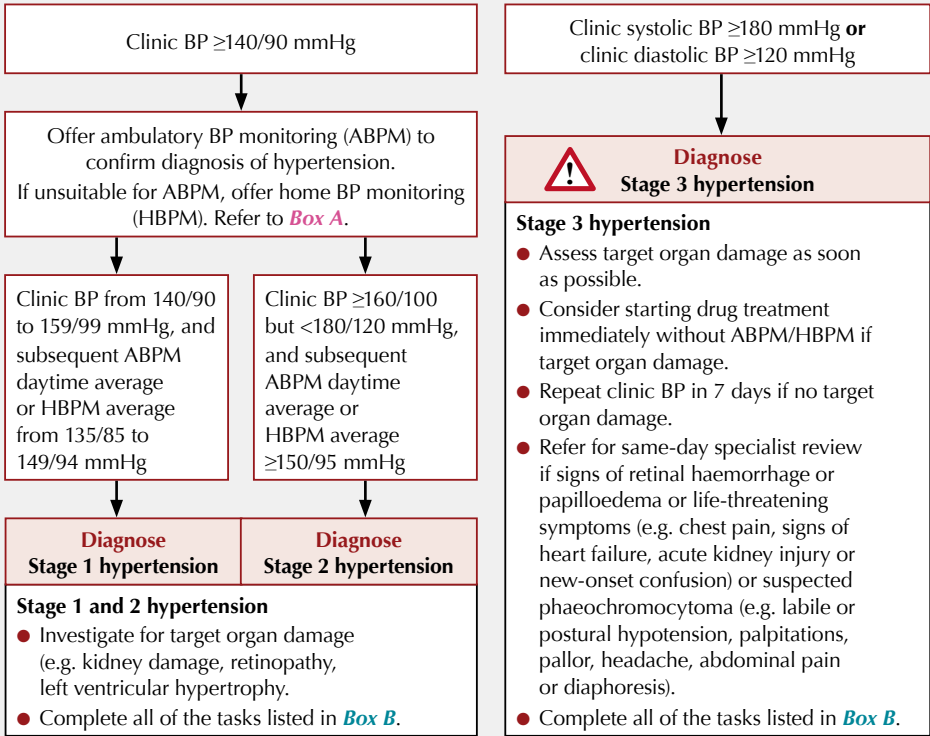 Clinic BP ≥140/90 mmHg
Offer ambulatory BP monitoring (ABPM) to
confirm diagnosis of hypertension.
If unsuitable for ABPM, offer home BP monitoring
(HBPM). Refer to Box A.
Clinic BP from 140/90
to 159/99 mmHg, and
subsequent ABPM
daytime average
or HBPM average
from 135/85 to
149/94 mmHg
Clinic BP ≥160/100
but <180/120 mmHg,
and subsequent
ABPM daytime
average or
HBPM average
≥150/95 mmHg
Diagnose
Stage 1 hypertension
Diagnose
Stage 2 hypertension
Stage 1 and 2 hypertension
● Investigate for target organ damage
(e.g. kidney damage, retinopathy,
left ventricular hypertrophy.
● Complete all of the tasks listed in Box B.
Clinic systolic BP ≥180 mmHg or
clinic diastolic BP ≥120 mmHg
Diagnose
Stage 3 hypertension
Stage 3 hypertension
● Assess target organ damage as soon
as possible.
● Consider starting drug treatment
immediately without ABPM/HBPM if
target organ damage.
● Repeat clinic BP in 7 days if no target
organ damage.
● Refer for same-day specialist review
if signs of retinal haemorrhage or
papilloedema or life-threatening
symptoms (e.g. chest pain, signs of
heart failure, acute kidney injury or
new-onset confusion) or suspected
phaeochromocytoma (e.g. labile or
postural hypotension, palpitations,
pallor, headache, abdominal pain
or diaphoresis).
● Complete all of the tasks listed in Box B.